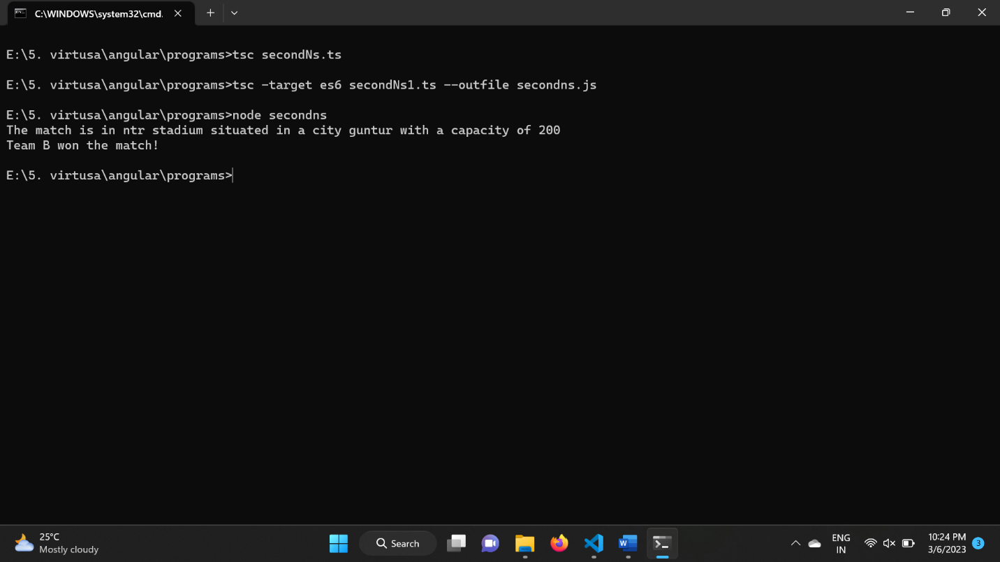 C:\WINDOWS\system32\cmd.
E:\5. virtusa\angular\programs>tsc secondNs.ts
E:\5. virtusa\angular\programs>tsc -target es6 secondNs1.ts --outfile secondns.js
E:\5. virtusa\angular\programs>node secondns
The match is in ntr stadium situated in a city guntur with a capacity of 200
Team B won the match!
E:\5. virtusa\angular\programs>
25°C
Mostly cloudy
Search
W
ENG
IN
10:24 PM
3/6/2023
3